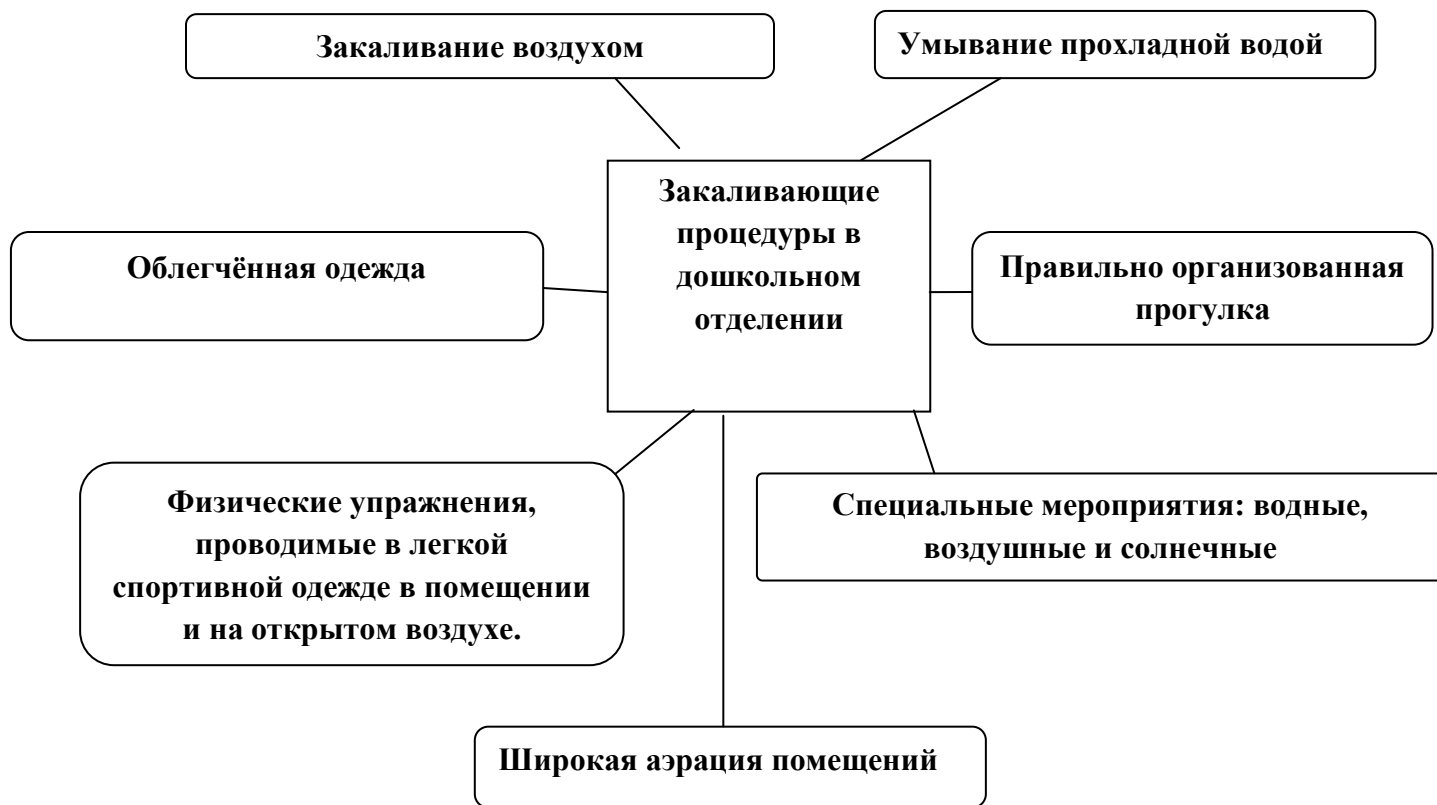 Закаливание воздухом
Умывание прохладной водой
Закаливающие
процедуры в
дошкольном
отделении
Облегчённая одежда
Правильно организованная
прогулка
Физические упражнения,
проводимые в легкой
спортивной одежде в помещении
и на открытом воздухе.
Специальные мероприятия: водные,
воздушные и солнечные
Широкая аэрация помещений